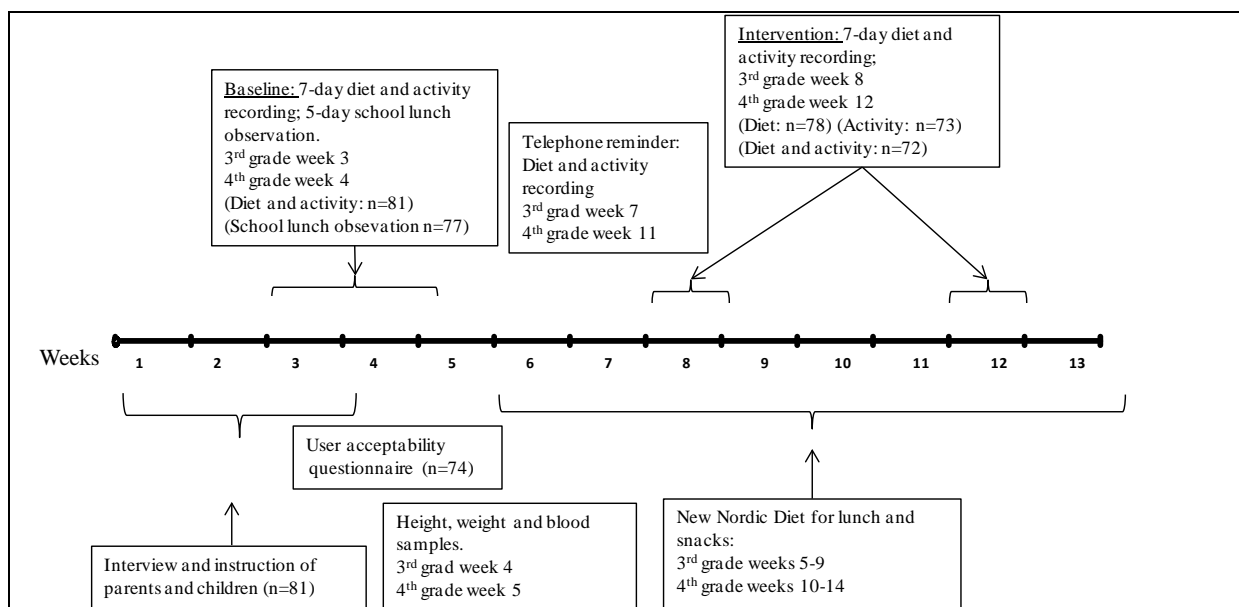 Baseline: 7-day diet and activity
recording; 5-day school lunch
observation.
3rd grade week 3
4th grade week 4
(Diet and activity: n=81)
(School lunch obsevation n=77)
Telephone reminder:
Diet and activity
recording
3rd grad week 7
4th grade week 11
Intervention: 7-day diet and
activity recording;
3rd grade week 8
4th grade week 12
(Diet: n=78) (Activity: n=73)
(Diet and activity: n=72)
Weeks 1 2 3 4 5 6 7 8 9 10 11 12 13
User acceptability
questionnaire (n=74)
Interview and instruction of
parents and children (n=81)
Height, weight and blood
samples.
3rd grad week 4
4th grade week 5
New Nordic Diet for lunch and
snacks:
3rd grade weeks 5-9
4th grade weeks 10-14